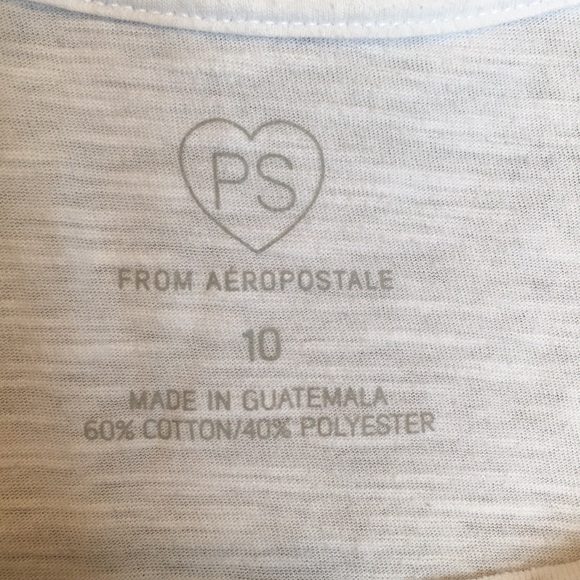 PS
FROM AÉROPOSTALE
10
MADE IN GUATEMALA
60% COTTON/40% POLYESTER